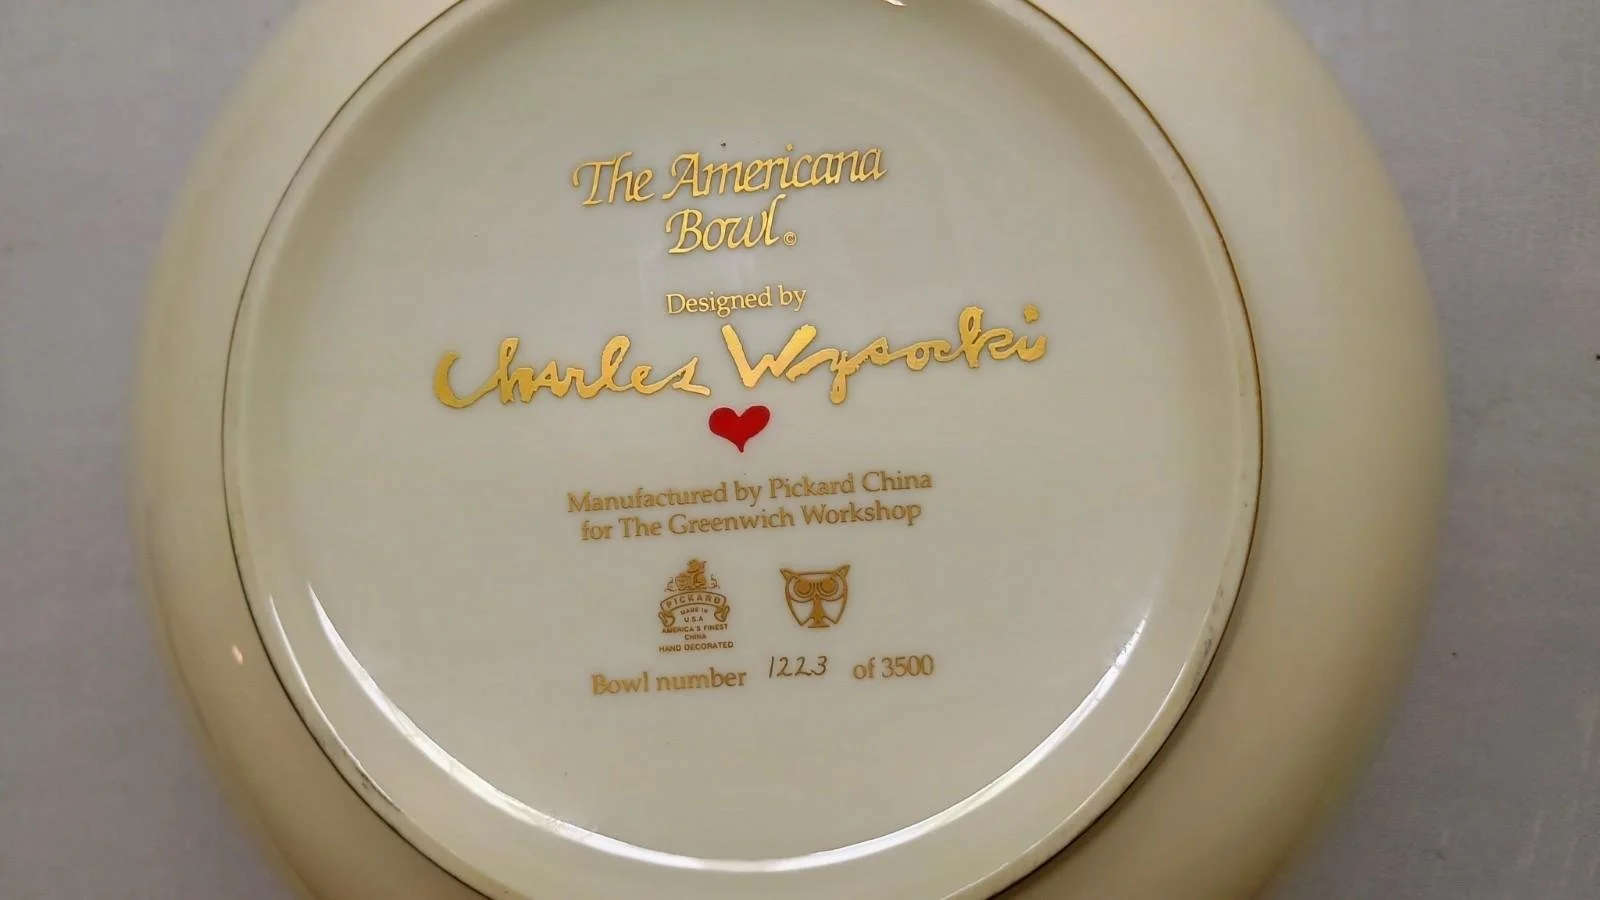 The Americana
Bowl ©
Designed by
Charles Wysocki
Manufactured by Pickard China
for The Greenwich Workshop
PICKARD
MADE IN
U.S.A
AMERICA'S FINEST
CHINA
HAND DECORATED
Bowl number 1223 of 3500